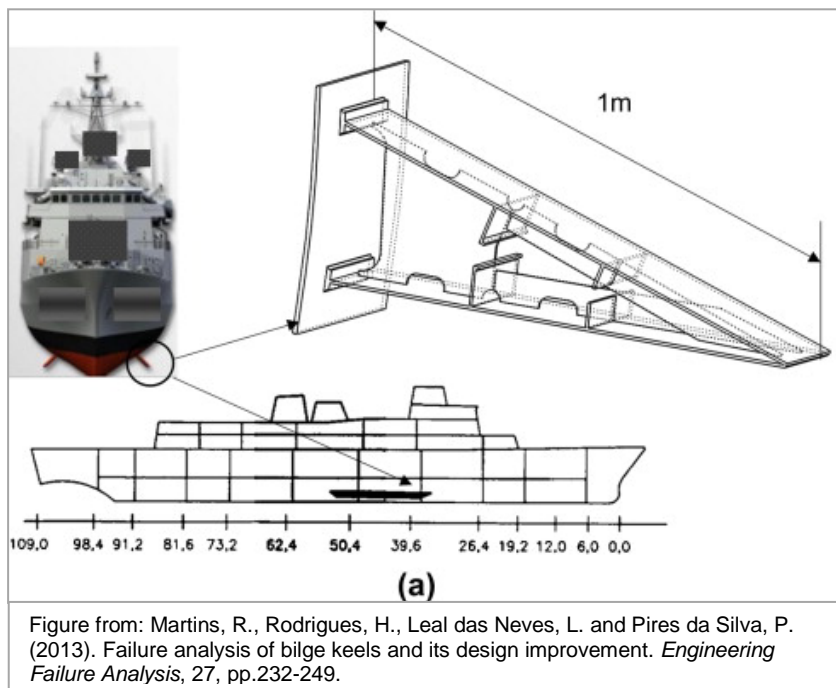 1m
109,0 98,4 91,2 81,6 73,2 62,4 50,4 39,6 26,4 19,2 12,0 6,0 0,0
(a)
Figure from: Martins, R., Rodrigues, H., Leal das Neves, L. and Pires da Silva, P.
(2013). Failure analysis of bilge keels and its design improvement. Engineering
Failure Analysis, 27, pp.232-249.